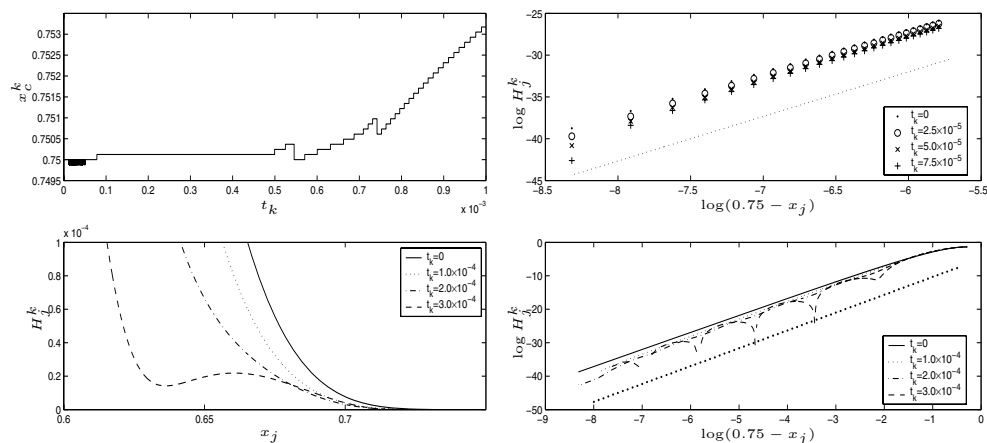 0.753
0.7525
0.752
0.7515
0.751
0.7505
0.75
0.7495
x_c^k
0 0.1 0.2 0.3 0.4 0.5 0.6 0.7 0.8 0.9 1
t_k
x 10^-3
-25
-30
-35
-40
-45
log H_j^k
-8.5 -8 -7.5 -7 -6.5 -6 -5.5
log(0.75 − x_j)
t_k=0
t_k=2.5×10^-5
t_k=5.0×10^-5
t_k=7.5×10^-5
x 10^-4
1
0.8
0.6
0.4
0.2
0
H_j^k
0.6 0.65 0.7
x_j
t_k=0
t_k=1.0×10^-4
t_k=2.0×10^-4
t_k=3.0×10^-4
0
-10
-20
-30
-40
-50
log H_j^k
-9 -8 -7 -6 -5 -4 -3 -2 -1 0
log(0.75 − x_j)
t_k=0
t_k=1.0×10^-4
t_k=2.0×10^-4
t_k=3.0×10^-4